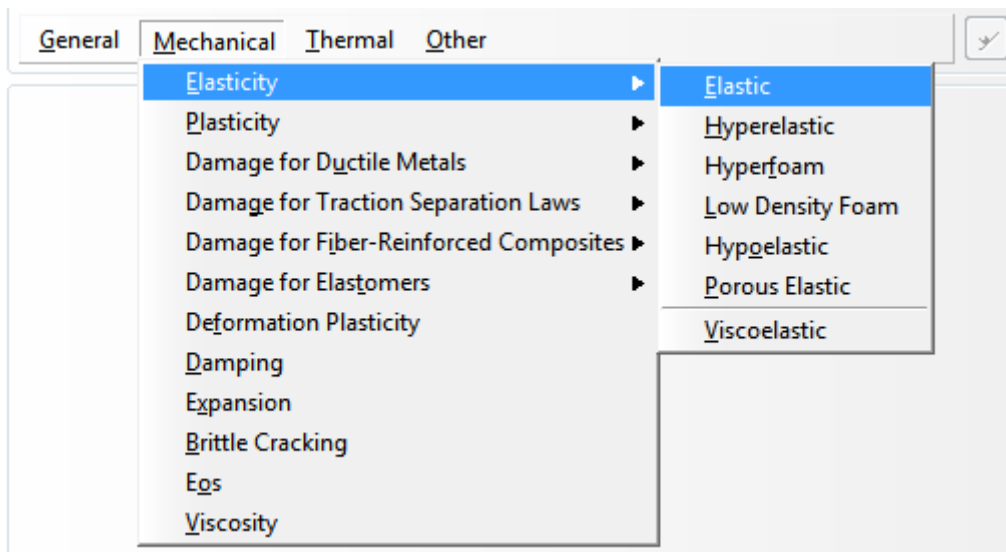 General Mechanical Thermal Other
Elasticity
Plasticity
Damage for Ductile Metals
Damage for Traction Separation Laws
Damage for Fiber-Reinforced Composites
Damage for Elastomers
Deformation Plasticity
Damping
Expansion
Brittle Cracking
Eos
Viscosity
Elastic
Hyperelastic
Hyperfoam
Low Density Foam
Hypoelastic
Porous Elastic
Viscoelastic